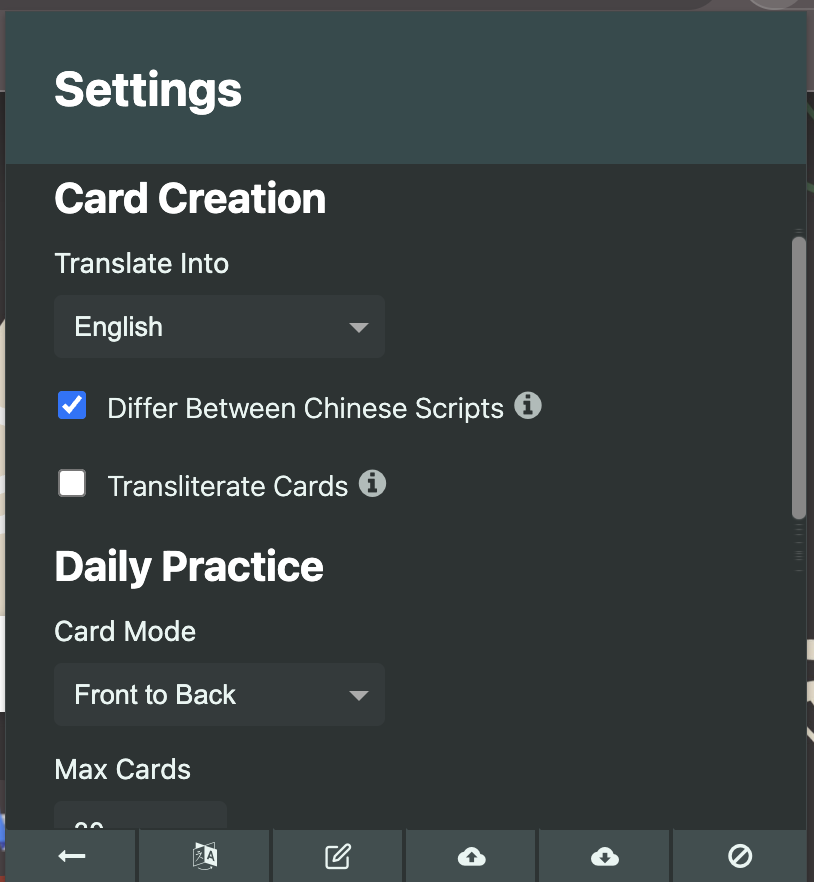 Settings
Card Creation
Translate Into
English
Differ Between Chinese Scripts
Transliterate Cards
Daily Practice
Card Mode
Front to Back
Max Cards